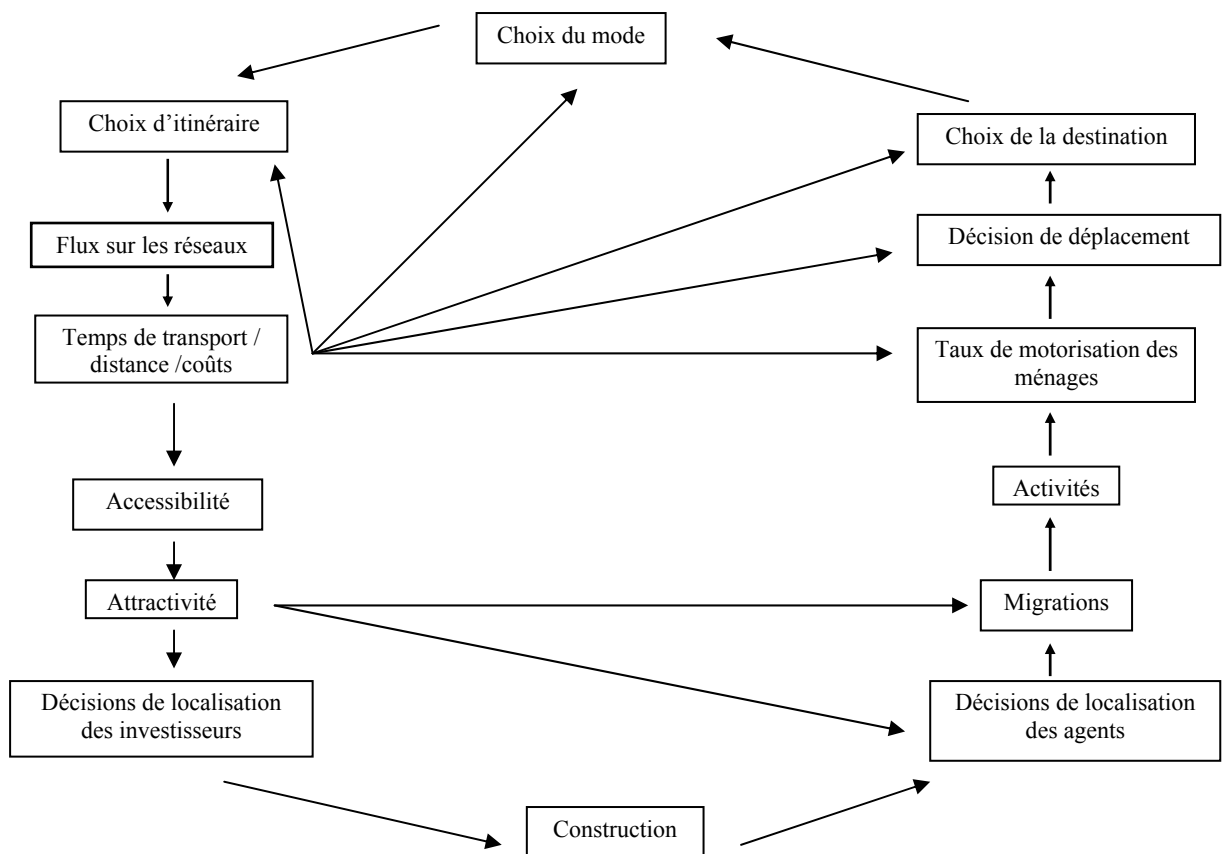 Choix du mode
Choix d’itinéraire
Choix de la destination
Flux sur les réseaux
Décision de déplacement
Temps de transport /
distance /coûts
Taux de motorisation des
ménages
Accessibilité
Activités
Attractivité
Migrations
Décisions de localisation
des investisseurs
Décisions de localisation
des agents
Construction